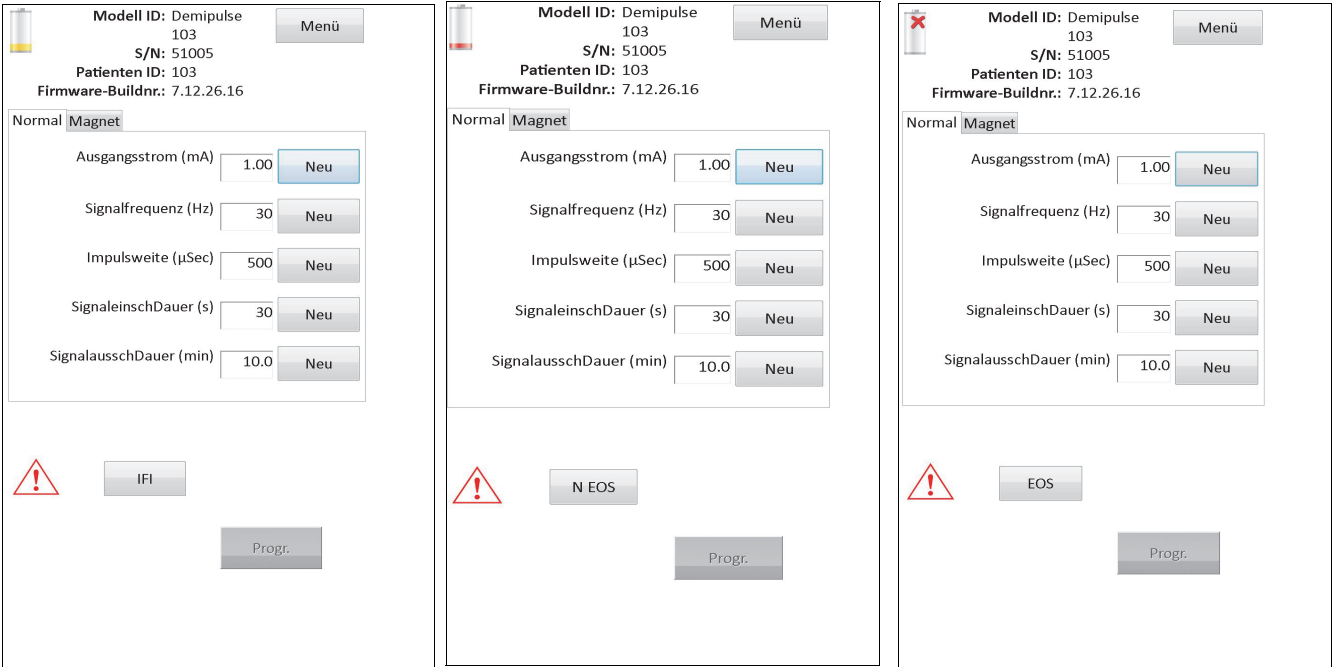 Modell ID: Demipulse
103
S/N: 51005
Patienten ID: 103
Firmware-Buildnr.: 7.12.26.16
Menü
Normal Magnet
Ausgangsstrom (mA) 1.00 Neu
Signalfrequenz (Hz) 30 Neu
Impulsweite (µSec) 500 Neu
SignaleinschDauer (s) 30 Neu
SignalausschDauer (min) 10.0 Neu
! IFI
Progr.
Modell ID: Demipulse
103
S/N: 51005
Patienten ID: 103
Firmware-Buildnr.: 7.12.26.16
Menü
Normal Magnet
Ausgangsstrom (mA) 1.00 Neu
Signalfrequenz (Hz) 30 Neu
Impulsweite (µSec) 500 Neu
SignaleinschDauer (s) 30 Neu
SignalausschDauer (min) 10.0 Neu
! N EOS
Progr.
Modell ID: Demipulse
103
S/N: 51005
Patienten ID: 103
Firmware-Buildnr.: 7.12.26.16
Menü
Normal Magnet
Ausgangsstrom (mA) 1.00 Neu
Signalfrequenz (Hz) 30 Neu
Impulsweite (µSec) 500 Neu
SignaleinschDauer (s) 30 Neu
SignalausschDauer (min) 10.0 Neu
! EOS
Progr.